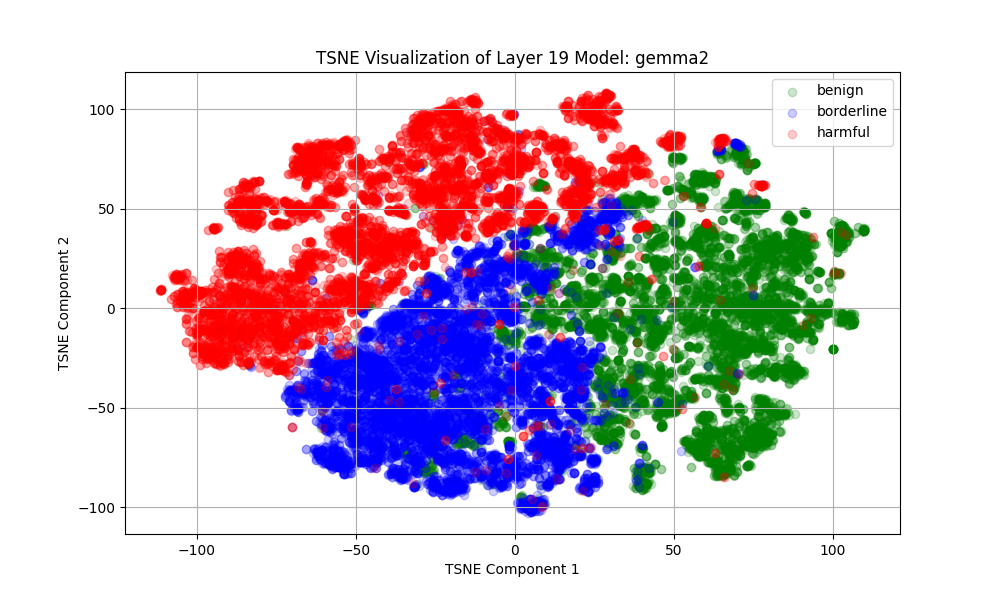 TSNE Visualization of Layer 19 Model: gemma2
benign
borderline
harmful
100
50
0
−50
−100
TSNE Component 2
−100
−50
0
50
100
TSNE Component 1